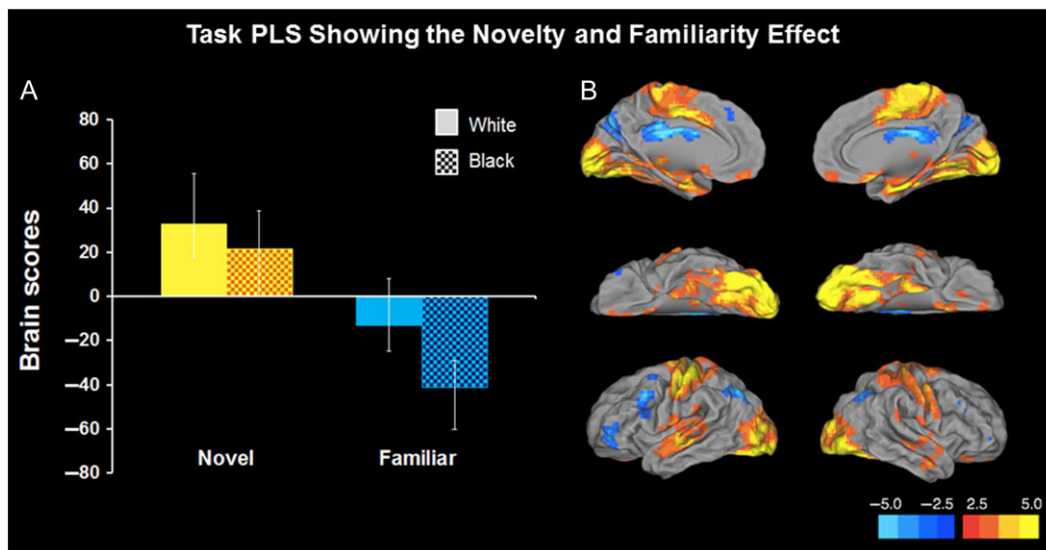 Task PLS Showing the Novelty and Familiarity Effect
A
B
White
Black
Brain scores
80
60
40
20
0
–20
–40
–60
–80
Novel Familiar
–5.0 –2.5 2.5 5.0